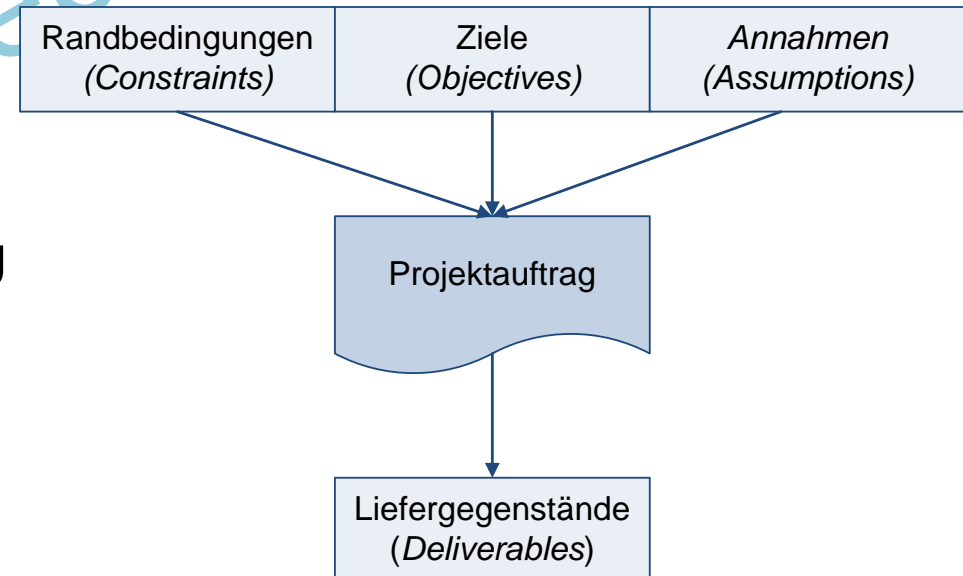 Randbedingungen
(Constraints)
Ziele
(Objectives)
Annahmen
(Assumptions)
g
Projektauftrag
Liefergegenstände
(Deliverables)